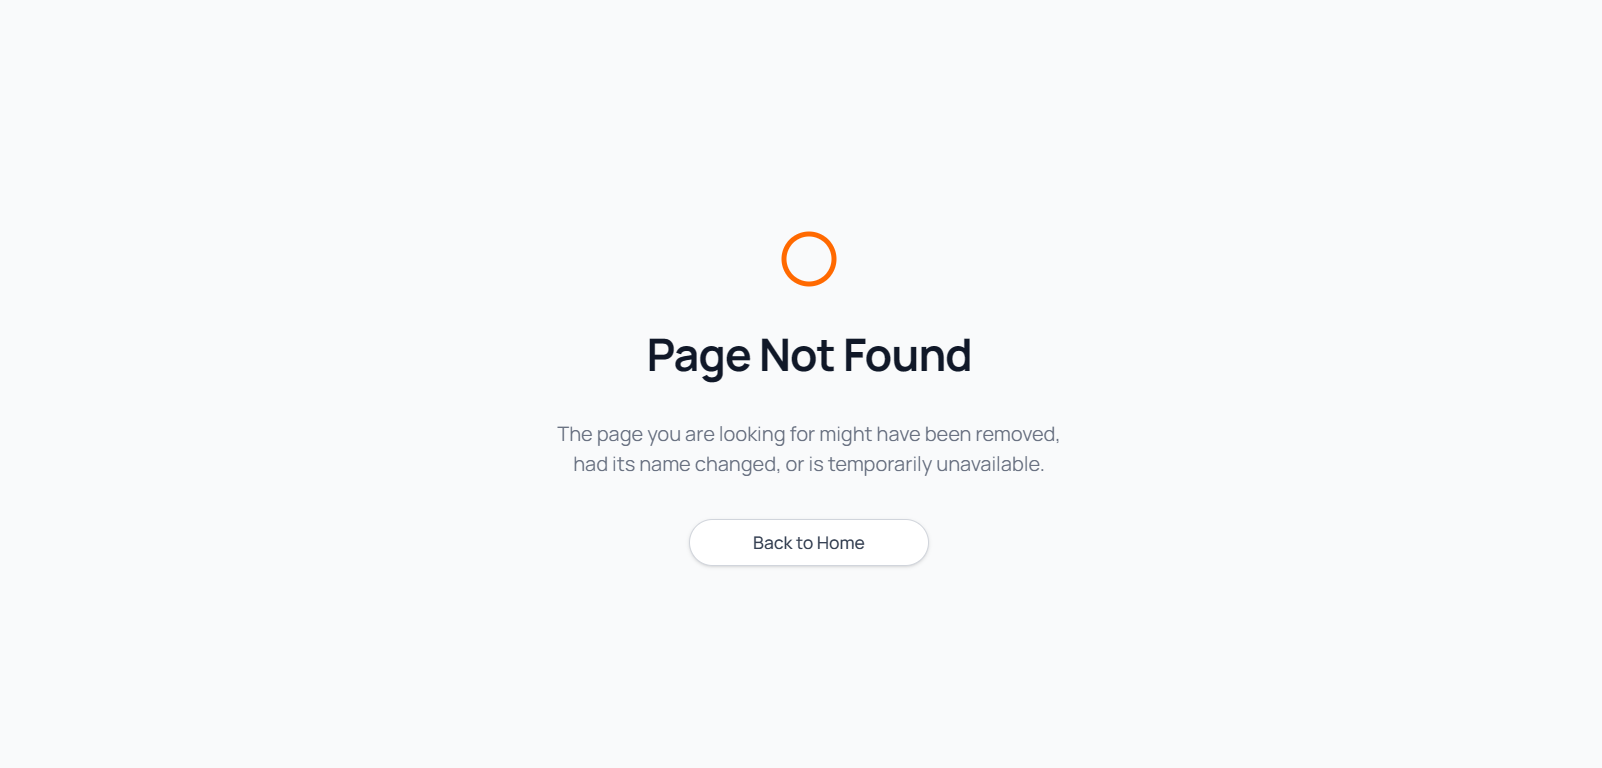 Page Not Found
The page you are looking for might have been removed,
had its name changed, or is temporarily unavailable.
Back to Home